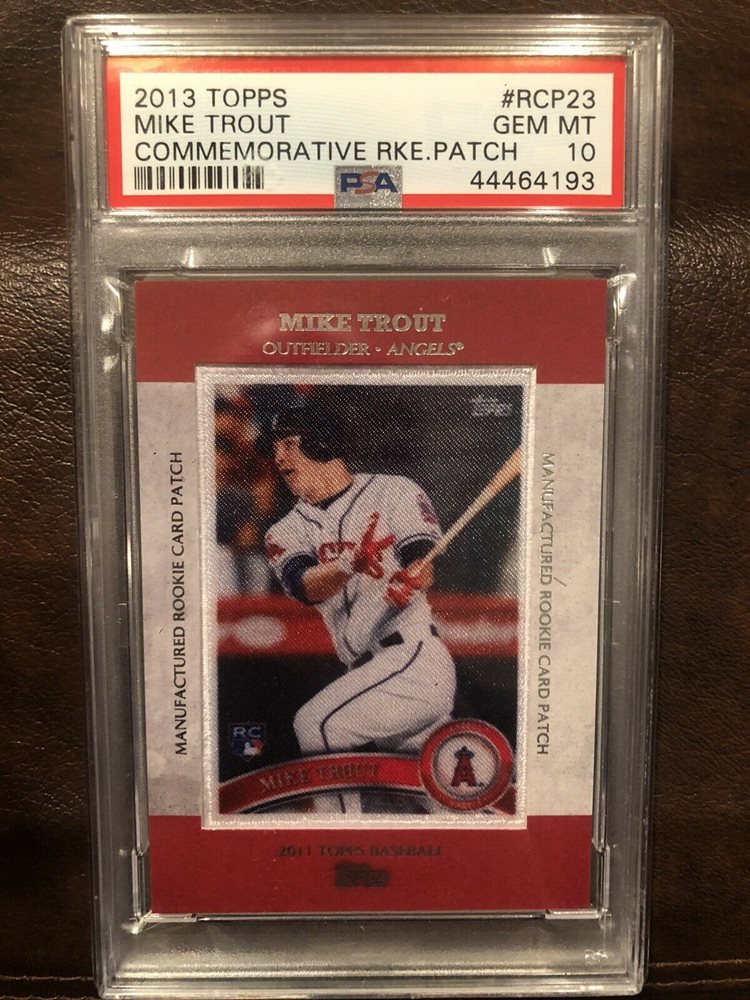 2013 TOPPS #RCP23
MIKE TROUT GEM MT
COMMEMORATIVE RKE.PATCH 10
PSA 44464193
MIKE TROUT
OUTFIELDER • ANGELS®
MANUFACTURED ROOKIE CARD PATCH
Topps
MANUFACTURED ROOKIE CARD PATCH
RC
MIKE TROUT
A
2011 TOPPS BASEBALL
Topps